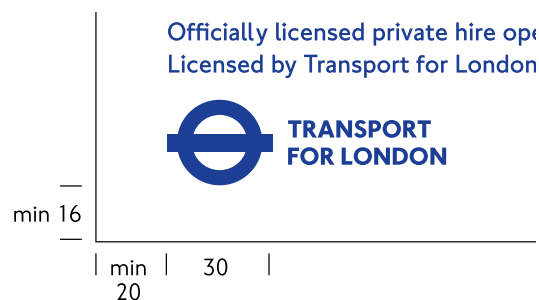 Officially licensed private hire ope
Licensed by Transport for London
TRANSPORT
FOR LONDON
min 16
min
20
30